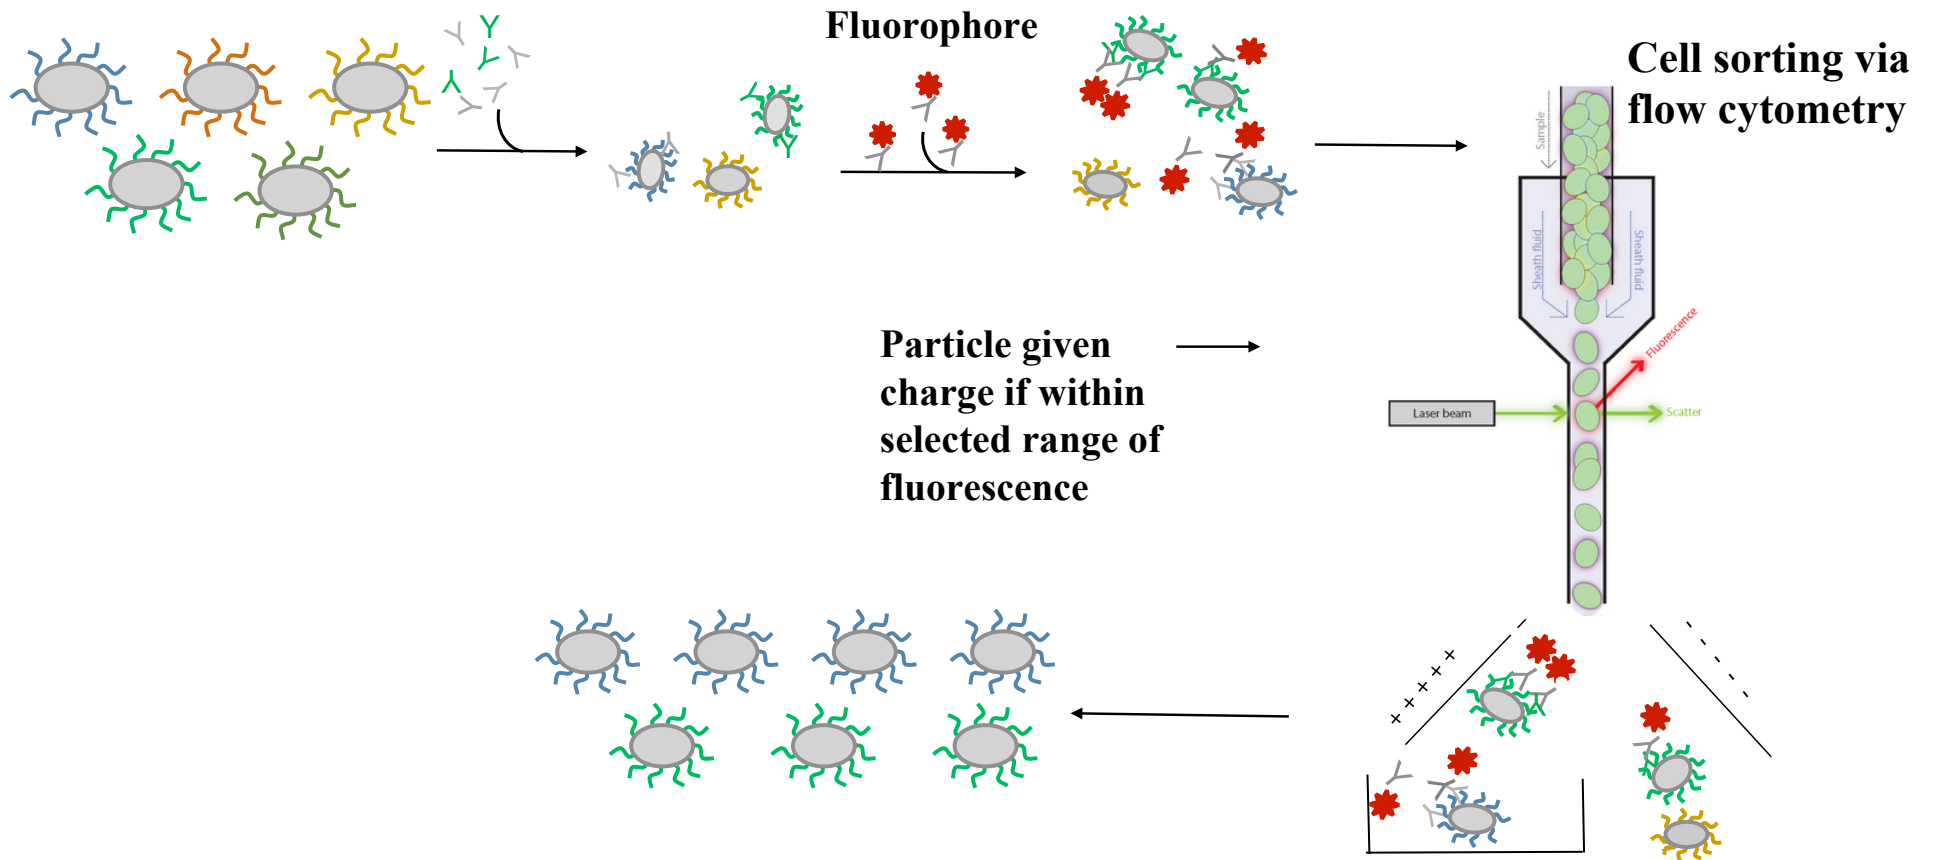 Fluorophore
Cell sorting via
flow cytometry
Sample
Sheath fluid
Sheath fluid
Particle given
charge if within
selected range of
fluorescence
Fluorescence
Laser beam
Scatter
+ + + + +
- - - - -